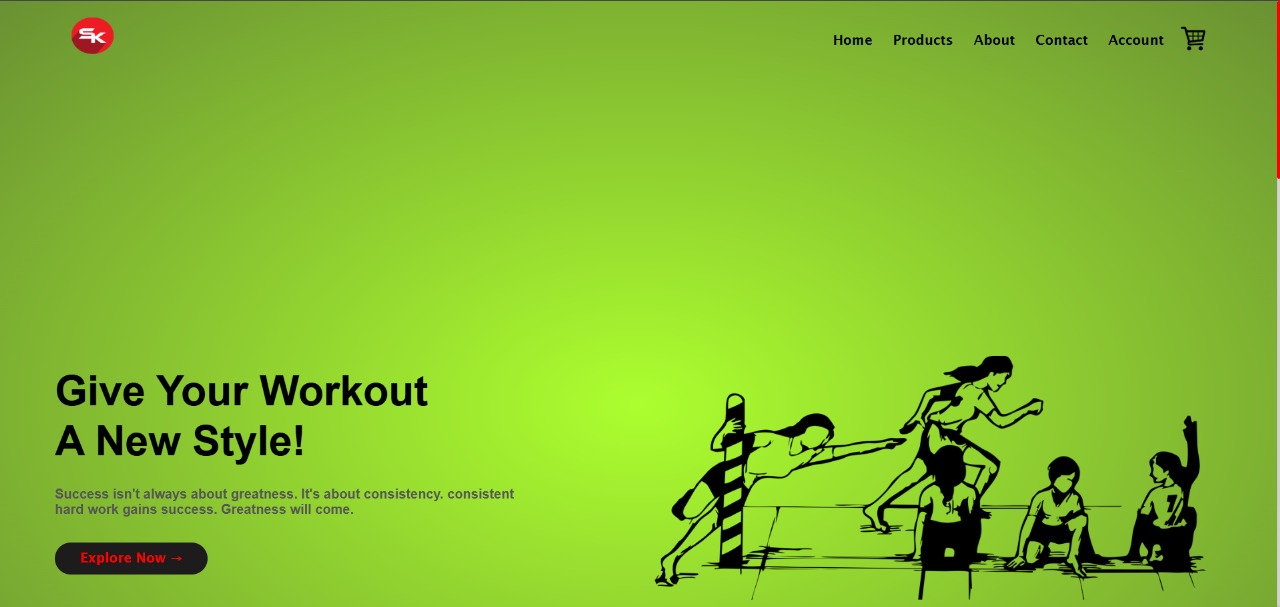 SK
Home Products About Contact Account
Give Your Workout
A New Style!
Success isn't always about greatness. It's about consistency. consistent
hard work gains success. Greatness will come.
Explore Now →